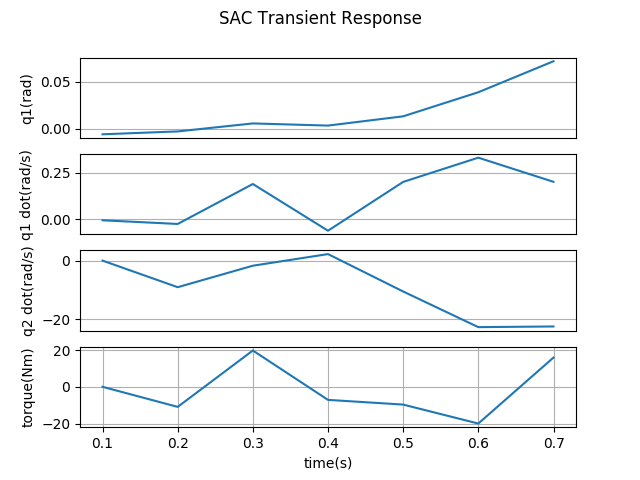 SAC Transient Response
q1(rad)
0.05
0.00
q1 dot(rad/s)
0.25
0.00
q2 dot(rad/s)
0
−20
torque(Nm)
20
0
−20
0.1 0.2 0.3 0.4 0.5 0.6 0.7
time(s)